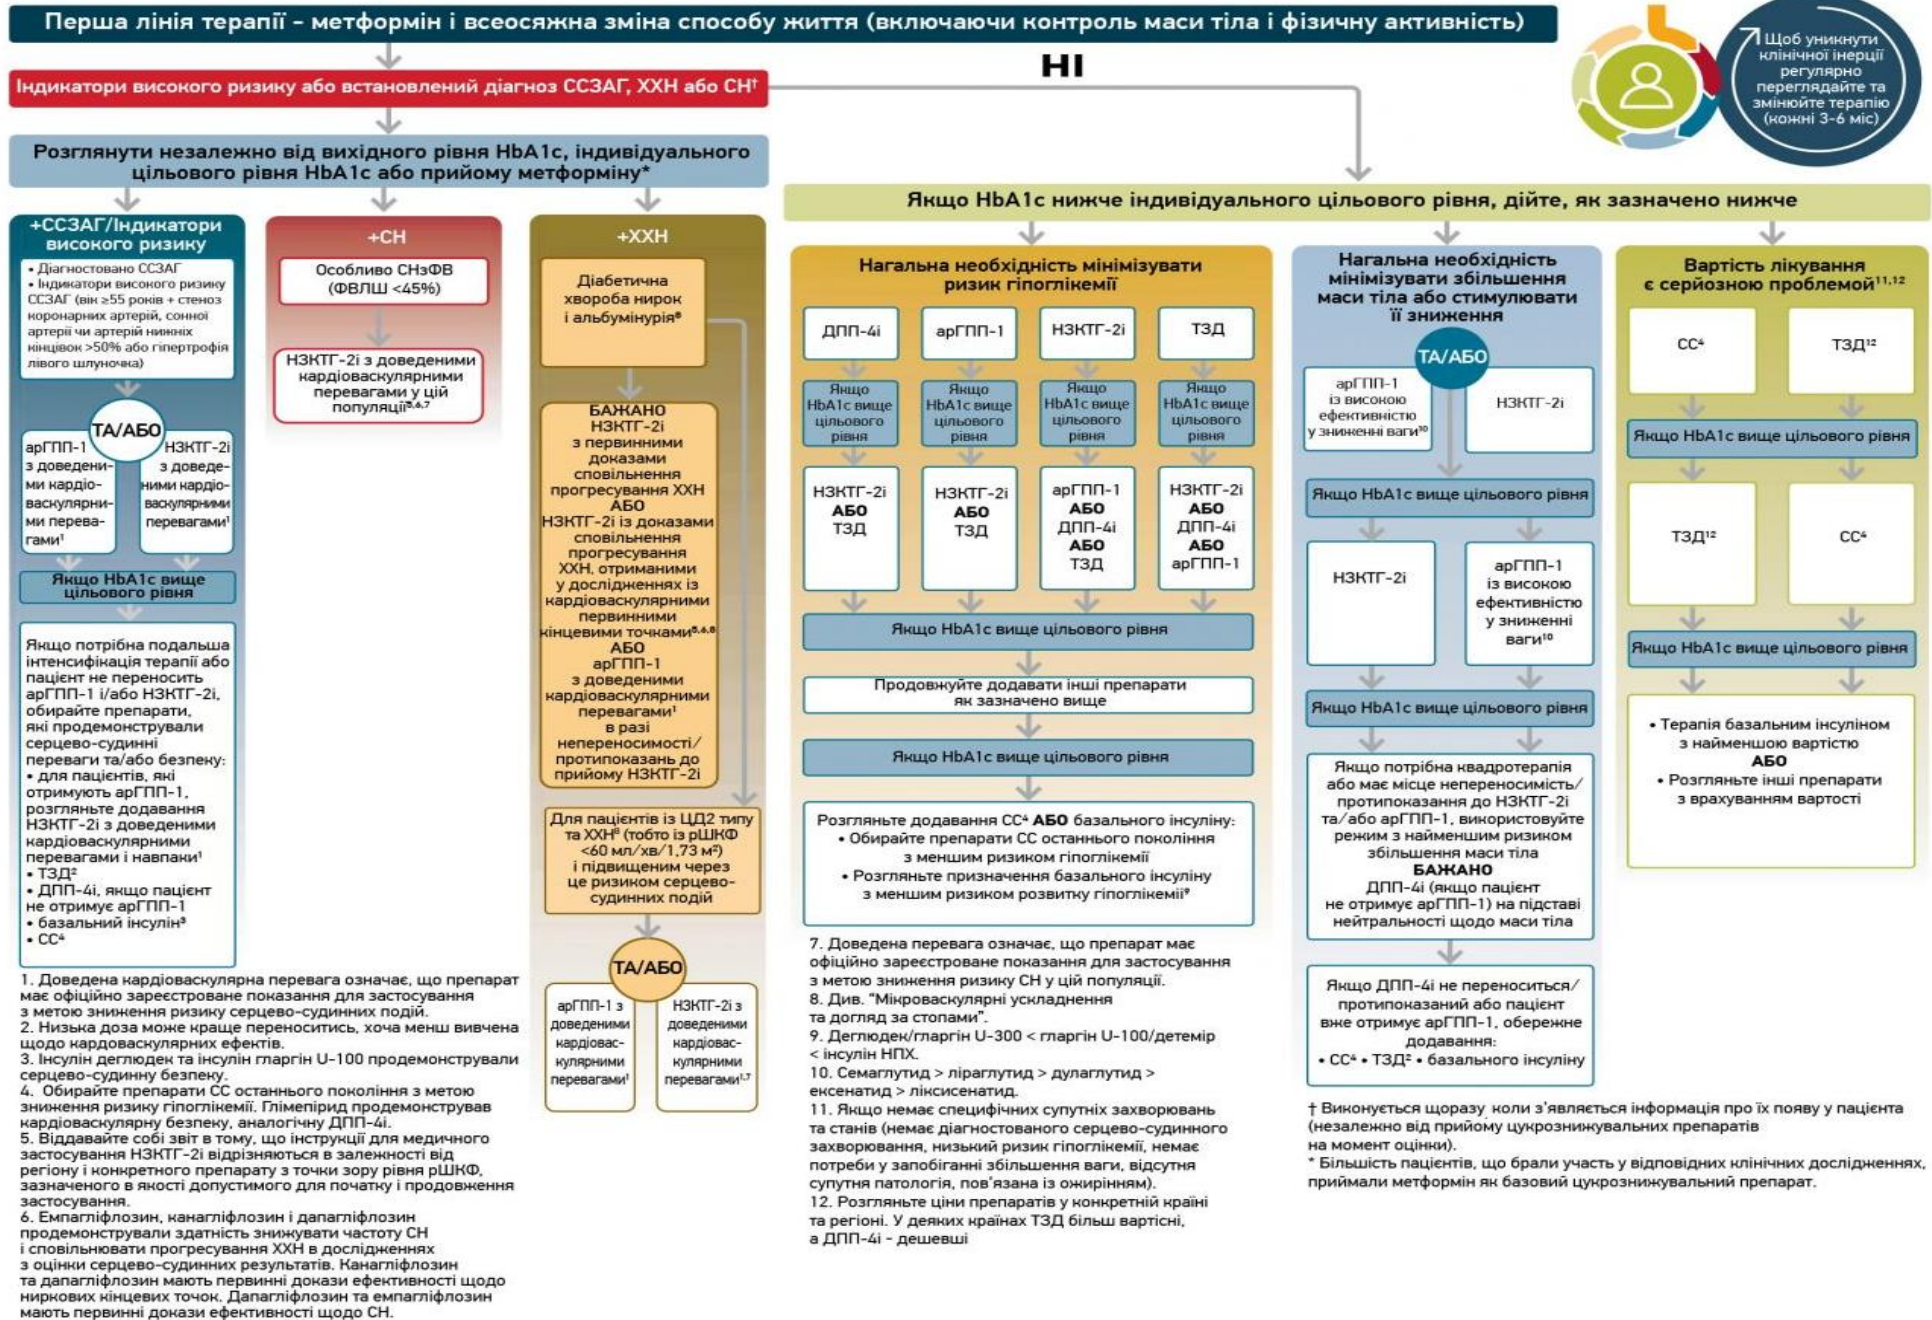 Перша лінія терапії – метформін і всеосяжна зміна способу життя (включаючи контроль маси тіла і фізичну активність)
Щоб уникнути
клінічної інерції
регулярно
переглядайте та
змінюйте терапію
(кожні 3-6 міс)
НІ
Індикатори високого ризику або встановлений діагноз ССЗАГ, ХХН або СН†
Розглянути незалежно від вихідного рівня HbA1c, індивідуального
цільового рівня HbA1c або прийому метформіну*
+ССЗАГ/Індикатори
високого ризику
• Діагностовано ССЗАГ
• Індикатори високого ризику
ССЗАГ (вік ≥55 років + стеноз
коронарних артерій, сонної
артерії чи артерій нижніх
кінцівок >50% або гіпертрофія
лівого шлуночка)
ТА/АБО
арГПП-1
з доведени-
ми кардіо-
васкулярни-
ми перева-
гами¹
НЗКТГ-2і
з доведе-
ними кардіо-
васкулярними
перевагами¹
Якщо HbA1c вище
цільового рівня
Якщо потрібна подальша
інтенсифікація терапії або
пацієнт не переносить
арГПП-1 і/або НЗКТГ-2і,
обирайте препарати,
які продемонстрували
серцево-судинні
переваги та/або безпеку:
• для пацієнтів, які
отримують арГПП-1,
розгляньте додавання
НЗКТГ-2і з доведеними
кардіоваскулярними
перевагами і навпаки¹
• ТЗД²
• ДПП-4і, якщо пацієнт
не отримує арГПП-1
• базальний інсулін³
• СС⁴
+СН
Особливо СНзФВ
(ФВЛШ <45%)
НЗКТГ-2і з доведеними
кардіоваскулярними
перевагами у цій
популяції⁵,⁶,⁷
+ХХН
Діабетична
хвороба нирок
і альбумінурія⁸
БАЖАНО
НЗКТГ-2і
з первинними
доказами
сповільнення
прогресування ХХН
АБО
НЗКТГ-2і із доказами
сповільнення
прогресування
ХХН, отриманими
у дослідженнях із
кардіоваскулярними
первинними
кінцевими точками⁵,⁶,⁸
АБО
арГПП-1
з доведеними
кардіоваскулярними
перевагами¹
в разі
непереносимості/
протипоказань до
прийому НЗКТГ-2і
Для пацієнтів із ЦД2 типу
та ХХН⁸ (тобто із рШКФ
<60 мл/хв/1,73 м²)
і підвищеним через
це ризиком серцево-
судинних подій
ТА/АБО
арГПП-1 з
доведеними
кардіовас-
кулярними
перевагами¹
НЗКТГ-2і з
доведеними
кардіовас-
кулярними
перевагами¹,⁷
Якщо HbA1c нижче індивідуального цільового рівня, дійте, як зазначено нижче
Нагальна необхідність мінімізувати
ризик гіпоглікемії
ДПП-4і
арГПП-1
НЗКТГ-2і
ТЗД
Якщо
HbA1c вище
цільового
рівня
Якщо
HbA1c вище
цільового
рівня
Якщо
HbA1c вище
цільового
рівня
Якщо
HbA1c вище
цільового
рівня
НЗКТГ-2і
АБО
ТЗД
НЗКТГ-2і
АБО
ТЗД
арГПП-1
АБО
ДПП-4і
АБО
ТЗД
НЗКТГ-2і
АБО
ДПП-4і
АБО
арГПП-1
Якщо HbA1c вище цільового рівня
Продовжуйте додавати інші препарати
як зазначено вище
Якщо HbA1c вище цільового рівня
Розгляньте додавання СС⁴ АБО базального інсуліну:
• Обирайте препарати СС останнього покоління
з меншим ризиком гіпоглікемії
• Розгляньте призначення базального інсуліну
з меншим ризиком розвитку гіпоглікемії⁹
Нагальна необхідність
мінімізувати збільшення
маси тіла або стимулювати
її зниження
ТА/АБО
арГПП-1
із високою
ефективністю
у зниженні ваги¹⁰
НЗКТГ-2і
Якщо HbA1c вище цільового рівня
НЗКТГ-2і
арГПП-1
із високою
ефективністю
у зниженні
ваги¹⁰
Якщо HbA1c вище цільового рівня
Якщо потрібна квадротерапія
або має місце непереносимість/
протипоказання до НЗКТГ-2і
та/або арГПП-1, використовуйте
режим з найменшим ризиком
збільшення маси тіла
БАЖАНО
ДПП-4і (якщо пацієнт
не отримує арГПП-1) на підставі
нейтральності щодо маси тіла
Якщо ДПП-4і не переноситься/
протипоказаний або пацієнт
вже отримує арГПП-1, обережне
додавання:
• СС⁴ • ТЗД² • базального інсуліну
Вартість лікування
є серйозною проблемой¹¹,¹²
СС⁴
ТЗД¹²
Якщо HbA1c вище цільового рівня
ТЗД¹²
СС⁴
Якщо HbA1c вище цільового рівня
• Терапія базальним інсуліном
з найменшою вартістю
АБО
• Розгляньте інші препарати
з врахуванням вартості
1. Доведена кардіоваскулярна перевага означає, що препарат
має офіційно зареєстроване показання для застосування
з метою зниження ризику серцево-судинних подій.
2. Низька доза може краще переноситись, хоча менш вивчена
щодо кардоваскулярних ефектів.
3. Інсулін деглюдек та інсулін гларгін U-100 продемонстрували
серцево-судинну безпеку.
4. Обирайте препарати СС останнього покоління з метою
зниження ризику гіпоглікемії. Глімепірид продемонстрував
кардіоваскулярну безпеку, аналогічну ДПП-4і.
5. Віддавайте собі звіт в тому, що інструкції для медичного
застосування НЗКТГ-2і відрізняються в залежності від
регіону і конкретного препарату з точки зору рівня рШКФ,
зазначеного в якості допустимого для початку і продовження
застосування.
6. Емпагліфлозин, канагліфлозин і дапагліфлозин
продемонстрували здатність знижувати частоту СН
і сповільнювати прогресування ХХН в дослідженнях
з оцінки серцево-судинних результатів. Канагліфлозин
та дапагліфлозин мають первинні докази ефективності щодо
ниркових кінцевих точок. Дапагліфлозин та емпагліфлозин
мають первинні докази ефективності щодо СН.
7. Доведена перевага означає, що препарат має
офіційно зареєстроване показання для застосування
з метою зниження ризику СН у цій популяції.
8. Див. "Мікроваскулярні ускладнення
та догляд за стопами".
9. Деглюдек/гларгін U-300 < гларгін U-100/детемір
< інсулін НПХ.
10. Семаглутид > ліраглутид > дулаглутид >
ексенатид > ліксисенатид.
11. Якщо немає специфічних супутніх захворювань
та станів (немає діагностованого серцево-судинного
захворювання, низький ризик гіпоглікемії, немає
потреби у запобіганні збільшення ваги, відсутня
супутня патологія, пов'язана із ожирінням).
12. Розгляньте ціни препаратів у конкретній країні
та регіоні. У деяких країнах ТЗД більш вартісні,
а ДПП-4і - дешевші
† Виконується щоразу коли з'являється інформація про їх появу у пацієнта
(незалежно від прийому цукрознижувальних препаратів
на момент оцінки).
* Більшість пацієнтів, що брали участь у відповідних клінічних дослідженнях,
приймали метформін як базовий цукрознижувальний препарат.